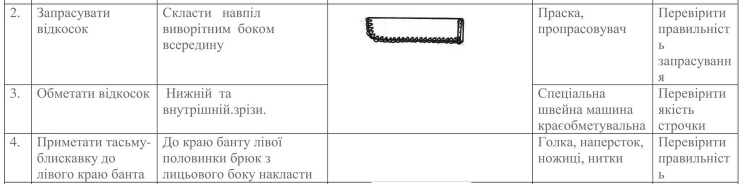 2. Запрасувати відкосок
Скласти навпіл виворітним боком всередину
Праска, пропрасовувач
Перевірити правильніст ь запрасуванн я
3. Обметати відкосок
Нижній та внутрішній.зрізи.
Спеціальна швейна машина краєобметувальна
Перевірити якість строчки
4. Приметати тасьму-блискавку до лівого краю банта
До краю банту лівої половинки брюк з лицьового боку накласти
Голка, наперсток, ножиці, нитки
Перевірити правильніст ь